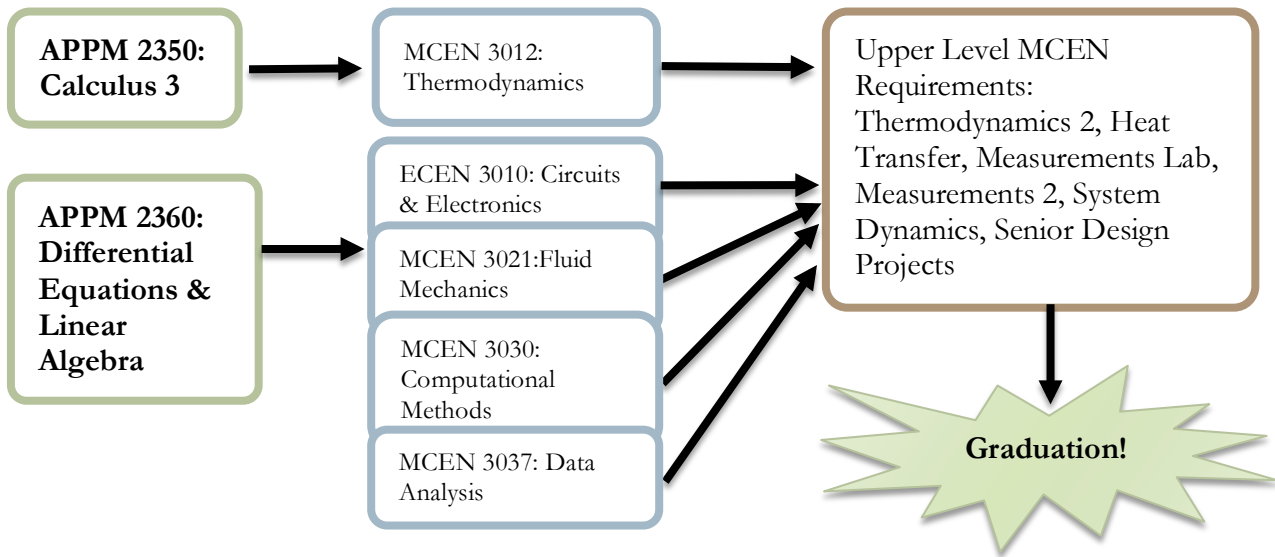 APPM 2350:
Calculus 3
MCEN 3012:
Thermodynamics
Upper Level MCEN
Requirements:
Thermodynamics 2, Heat
Transfer, Measurements Lab,
Measurements 2, System
Dynamics, Senior Design
Projects
APPM 2360:
Differential
Equations &
Linear
Algebra
ECEN 3010: Circuits
& Electronics
MCEN 3021:Fluid
Mechanics
MCEN 3030:
Computational
Methods
MCEN 3037: Data
Analysis
Graduation!